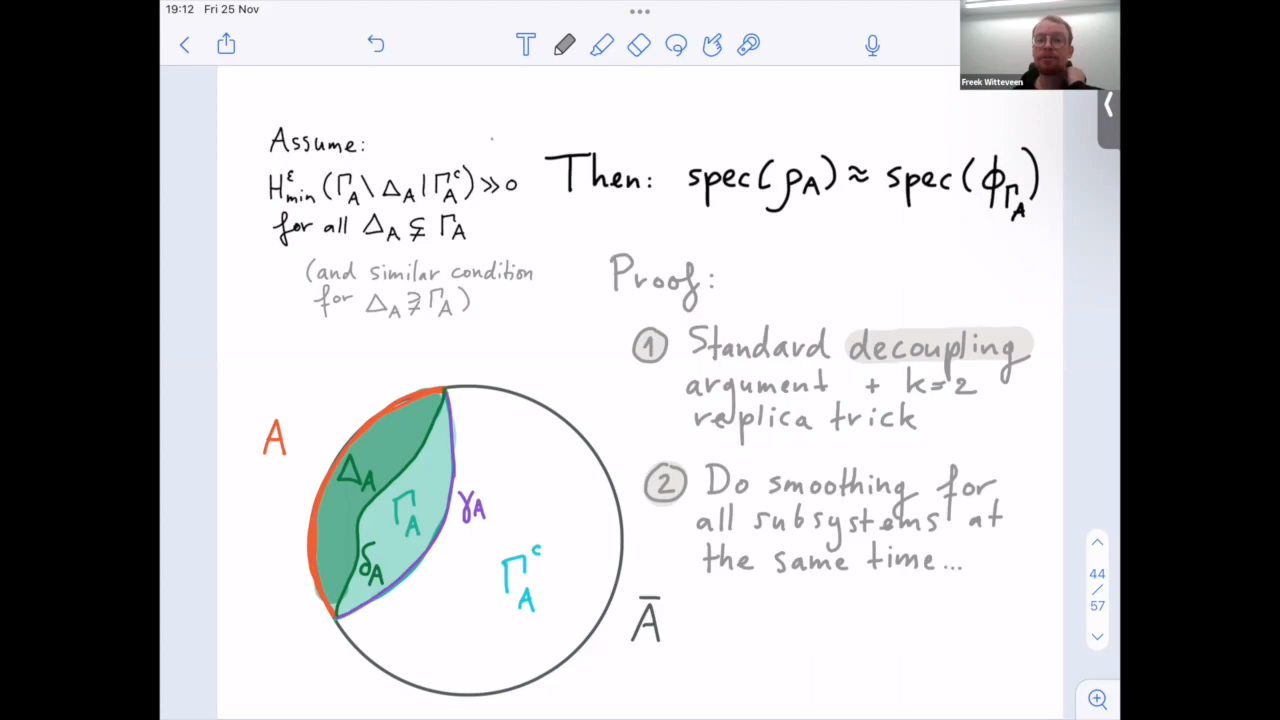 19:12 Fri 25 Nov
Freek Witteveen
Assume:
H^ε_min (Γ_A \ Δ_A | Γ_A^c) ≫ 0
for all Δ_A ⊊ Γ_A
(and similar condition
for Δ_A ⊋ Γ_A)
Then: spec(ρ_A) ≈ spec(ϕ_Γ_A)
Proof:
① Standard decoupling
argument + k=2
replica trick
② Do smoothing for
all subsystems at
the same time...
A
Δ_A
Γ_A
γ_A
δ_A
Γ_A^c
Ā
44
/
57